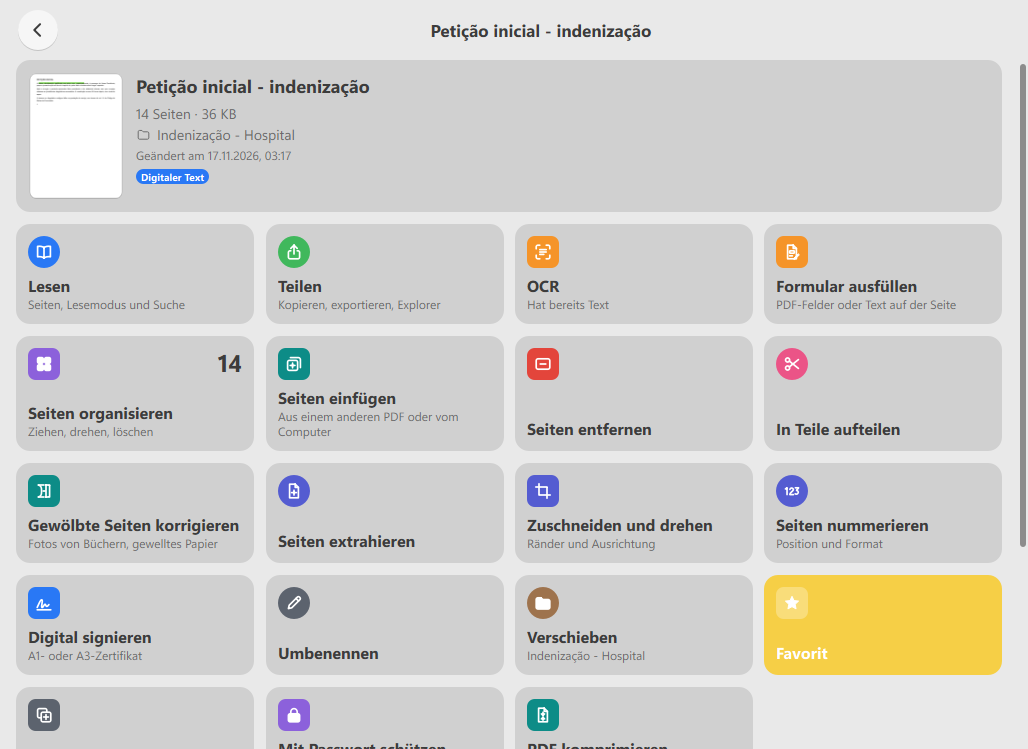 Petição inicial - indenização
Petição inicial - indenização
14 Seiten · 36 KB
Indenização - Hospital
Geändert am 17.11.2026, 03:17
Digitaler Text
Lesen
Seiten, Lesemodus und Suche
Teilen
Kopieren, exportieren, Explorer
OCR
Hat bereits Text
Formular ausfüllen
PDF-Felder oder Text auf der Seite
14
Seiten organisieren
Ziehen, drehen, löschen
Seiten einfügen
Aus einem anderen PDF oder vom
Computer
Seiten entfernen
In Teile aufteilen
Gewölbte Seiten korrigieren
Fotos von Büchern, gewelltes Papier
Seiten extrahieren
Zuschneiden und drehen
Ränder und Ausrichtung
123
Seiten nummerieren
Position und Format
Digital signieren
A1- oder A3-Zertifikat
Umbenennen
Verschieben
Indenização - Hospital
Favorit
Mit Passwort schützen
PDF komprimieren